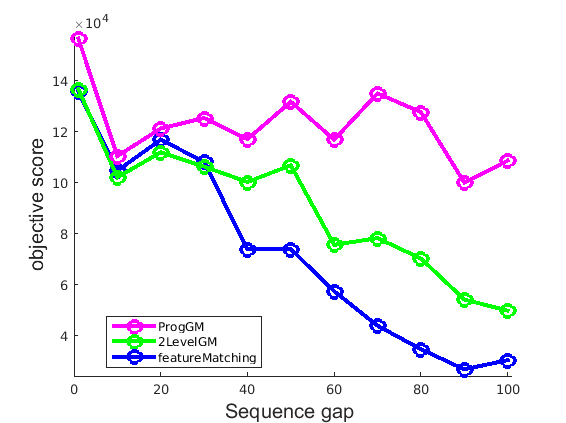 ×10⁴
14
12
10
8
6
4
objective score
ProgGM
2LevelGM
featureMatching
0 20 40 60 80 100
Sequence gap